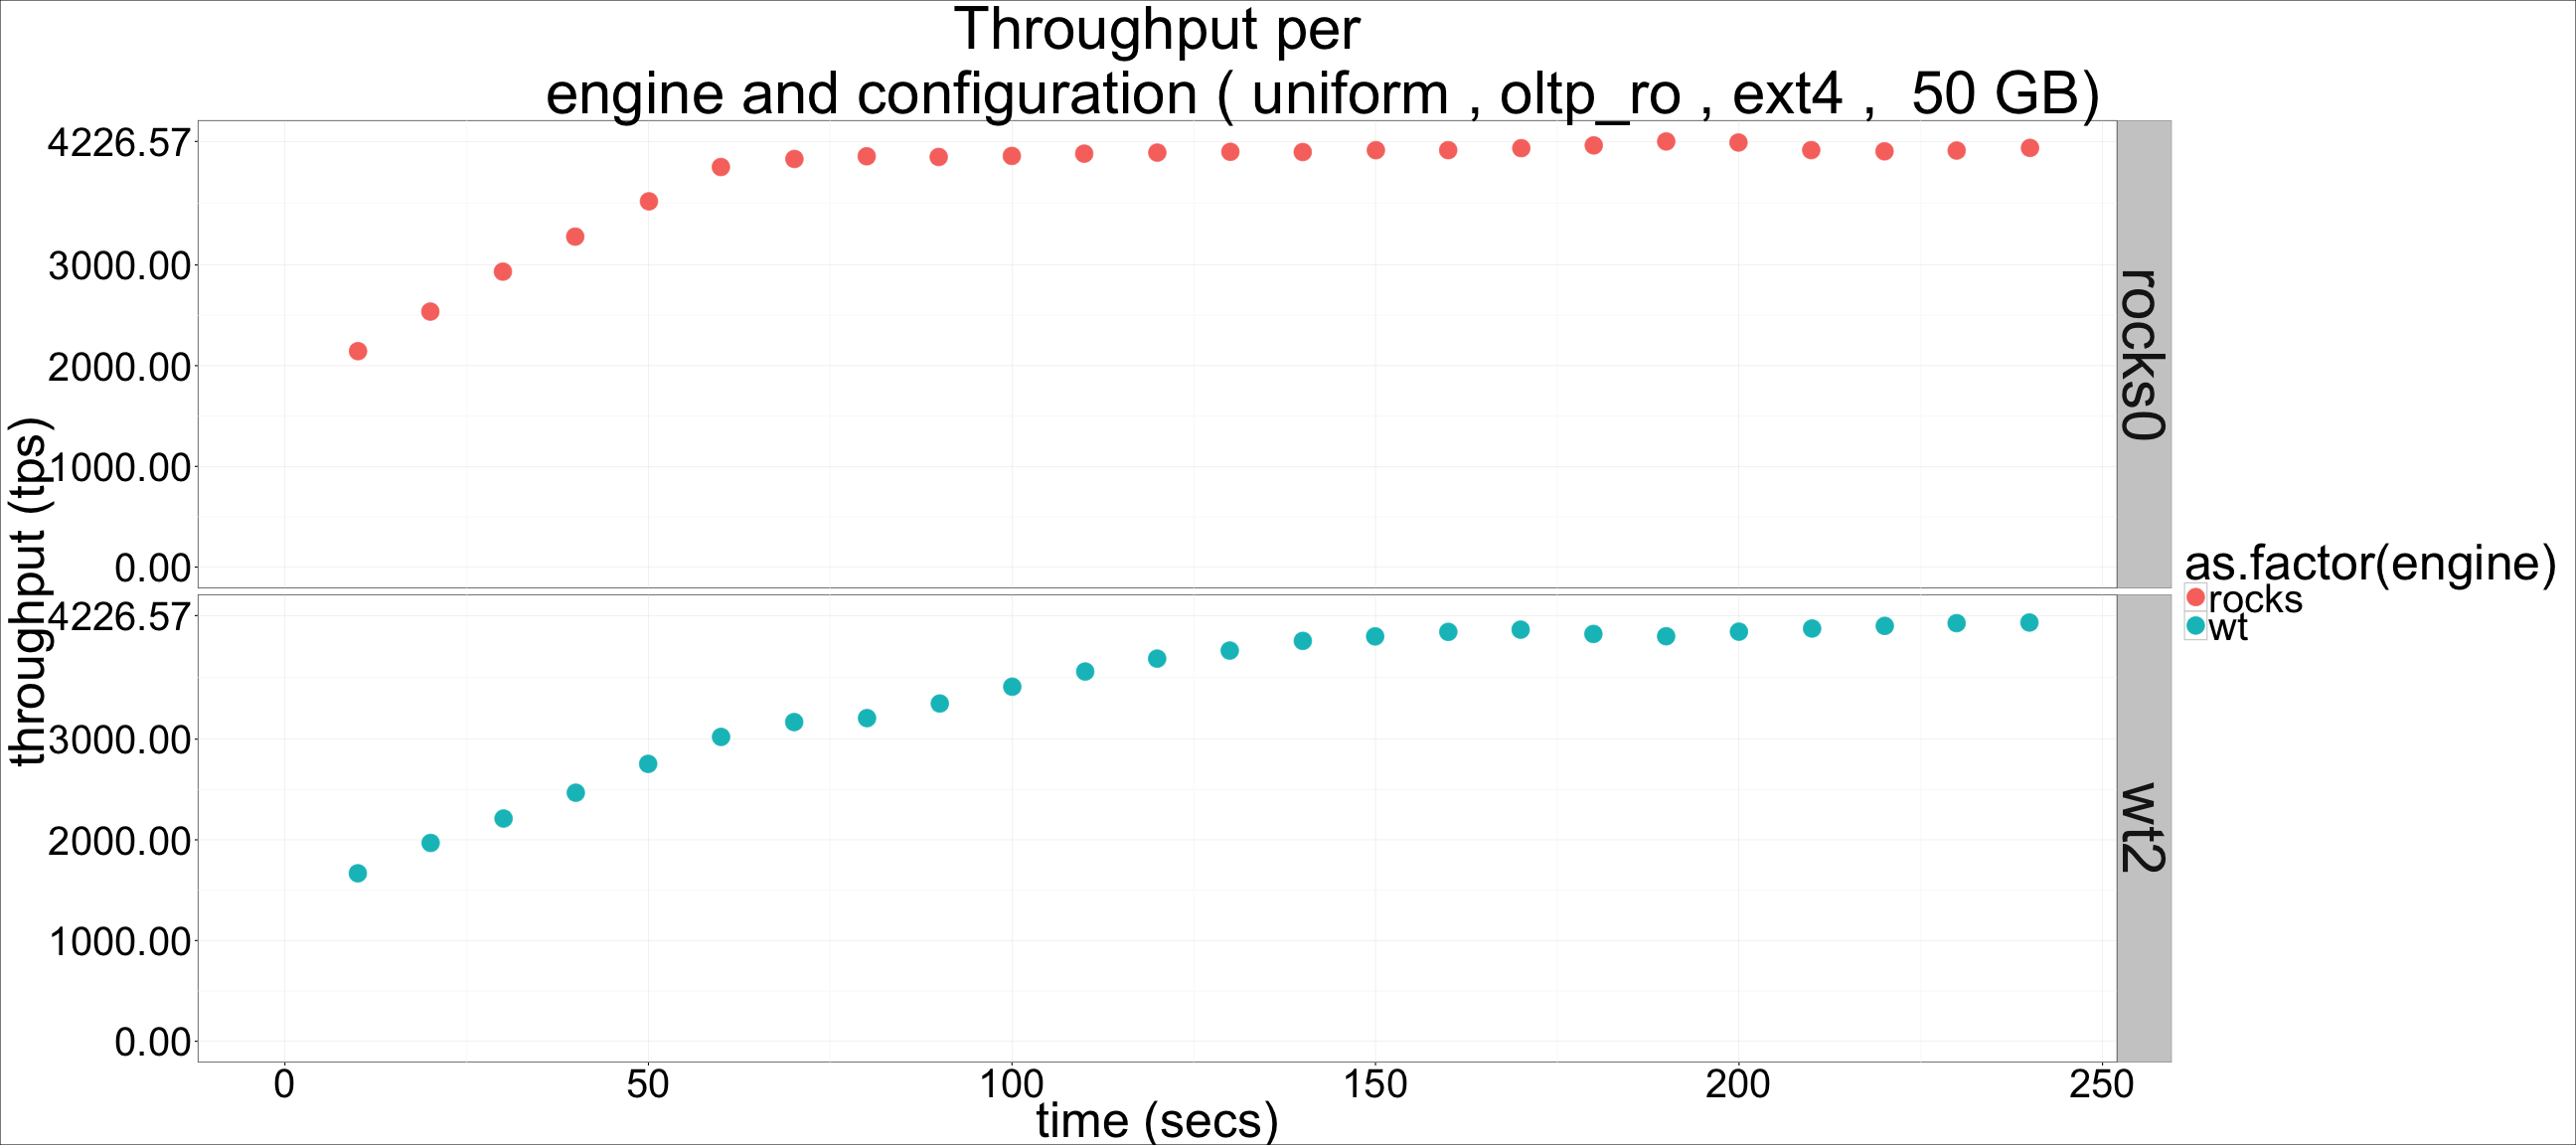 Throughput per
engine and configuration ( uniform , oltp_ro , ext4 ,  50 GB)
throughput (tps)
4226.57
3000.00
2000.00
1000.00
0.00
rocks0
4226.57
3000.00
2000.00
1000.00
0.00
wt2
0 50 100 150 200 250
time (secs)
as.factor(engine)
rocks
wt